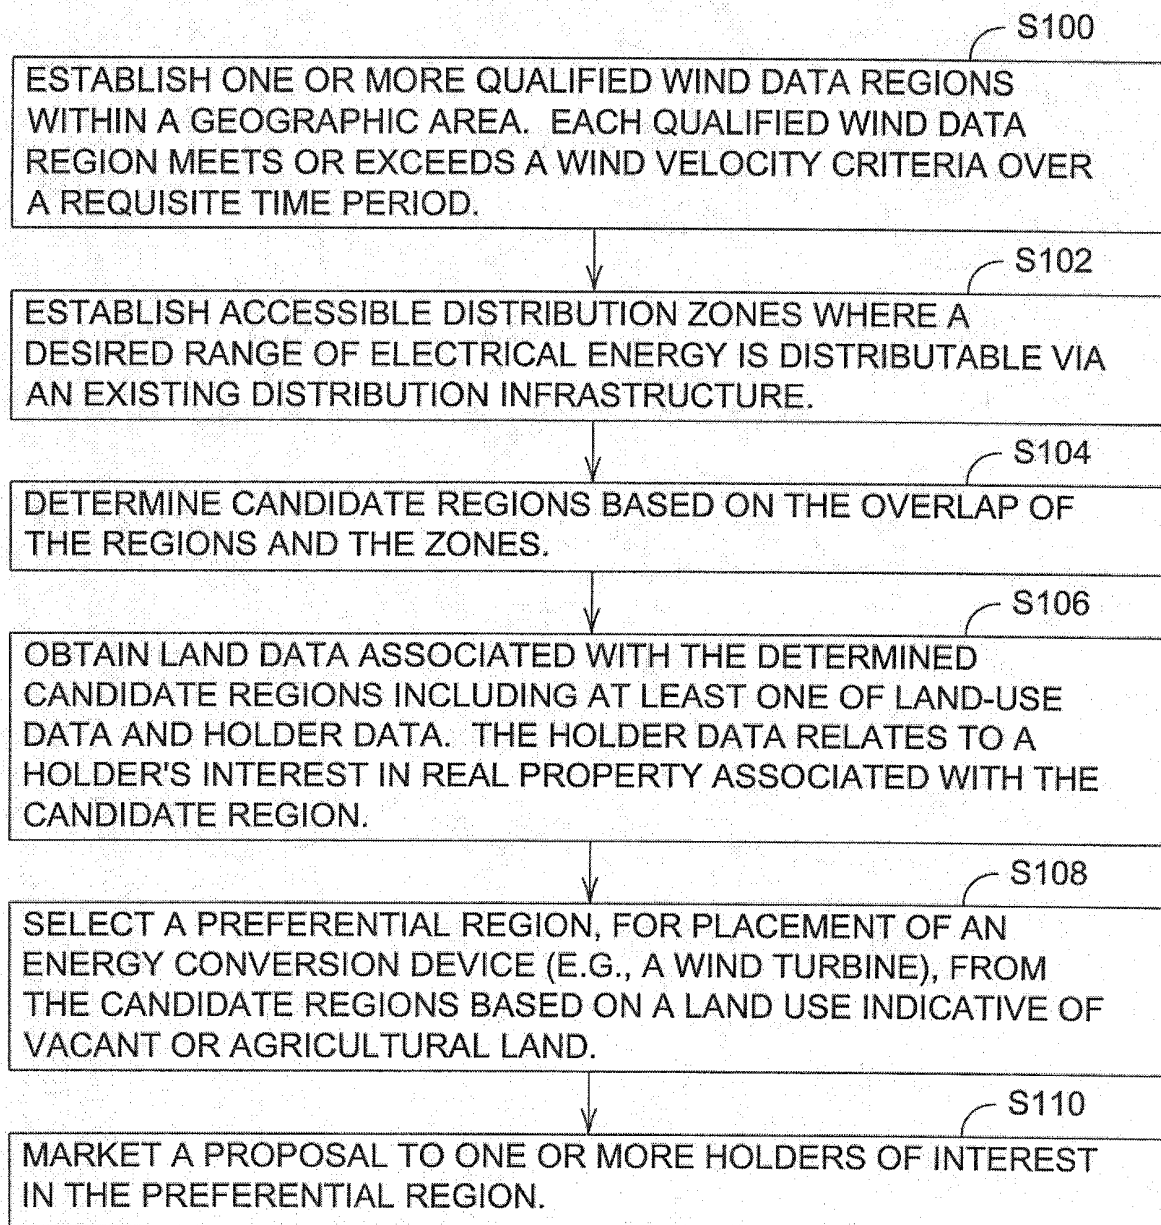 S100
ESTABLISH ONE OR MORE QUALIFIED WIND DATA REGIONS
WITHIN A GEOGRAPHIC AREA. EACH QUALIFIED WIND DATA
REGION MEETS OR EXCEEDS A WIND VELOCITY CRITERIA OVER
A REQUISITE TIME PERIOD.
S102
ESTABLISH ACCESSIBLE DISTRIBUTION ZONES WHERE A
DESIRED RANGE OF ELECTRICAL ENERGY IS DISTRIBUTABLE VIA
AN EXISTING DISTRIBUTION INFRASTRUCTURE.
S104
DETERMINE CANDIDATE REGIONS BASED ON THE OVERLAP OF
THE REGIONS AND THE ZONES.
S106
OBTAIN LAND DATA ASSOCIATED WITH THE DETERMINED
CANDIDATE REGIONS INCLUDING AT LEAST ONE OF LAND-USE
DATA AND HOLDER DATA. THE HOLDER DATA RELATES TO A
HOLDER'S INTEREST IN REAL PROPERTY ASSOCIATED WITH THE
CANDIDATE REGION.
S108
SELECT A PREFERENTIAL REGION, FOR PLACEMENT OF AN
ENERGY CONVERSION DEVICE (E.G., A WIND TURBINE), FROM
THE CANDIDATE REGIONS BASED ON A LAND USE INDICATIVE OF
VACANT OR AGRICULTURAL LAND.
S110
MARKET A PROPOSAL TO ONE OR MORE HOLDERS OF INTEREST
IN THE PREFERENTIAL REGION.